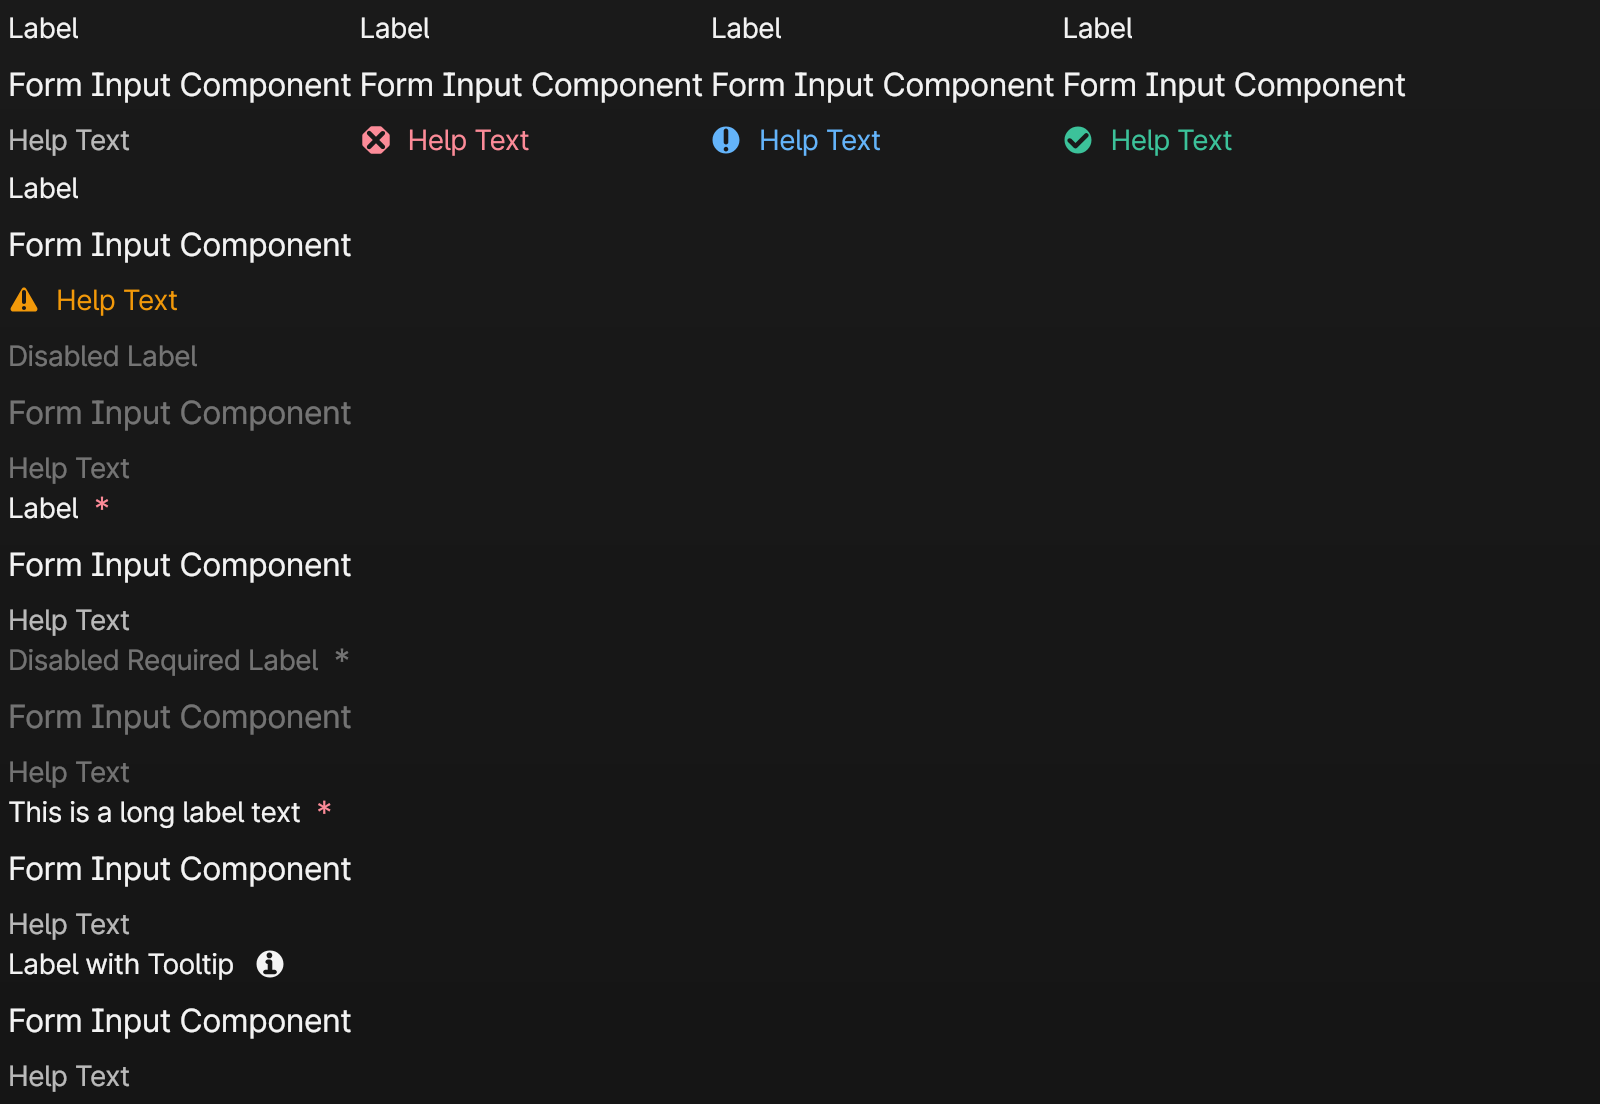 Label Label Label Label
Form Input Component Form Input Component Form Input Component Form Input Component
Help Text Help Text Help Text Help Text
Label
Form Input Component
Help Text
Disabled Label
Form Input Component
Help Text
Label *
Form Input Component
Help Text
Disabled Required Label *
Form Input Component
Help Text
This is a long label text *
Form Input Component
Help Text
Label with Tooltip
Form Input Component
Help Text